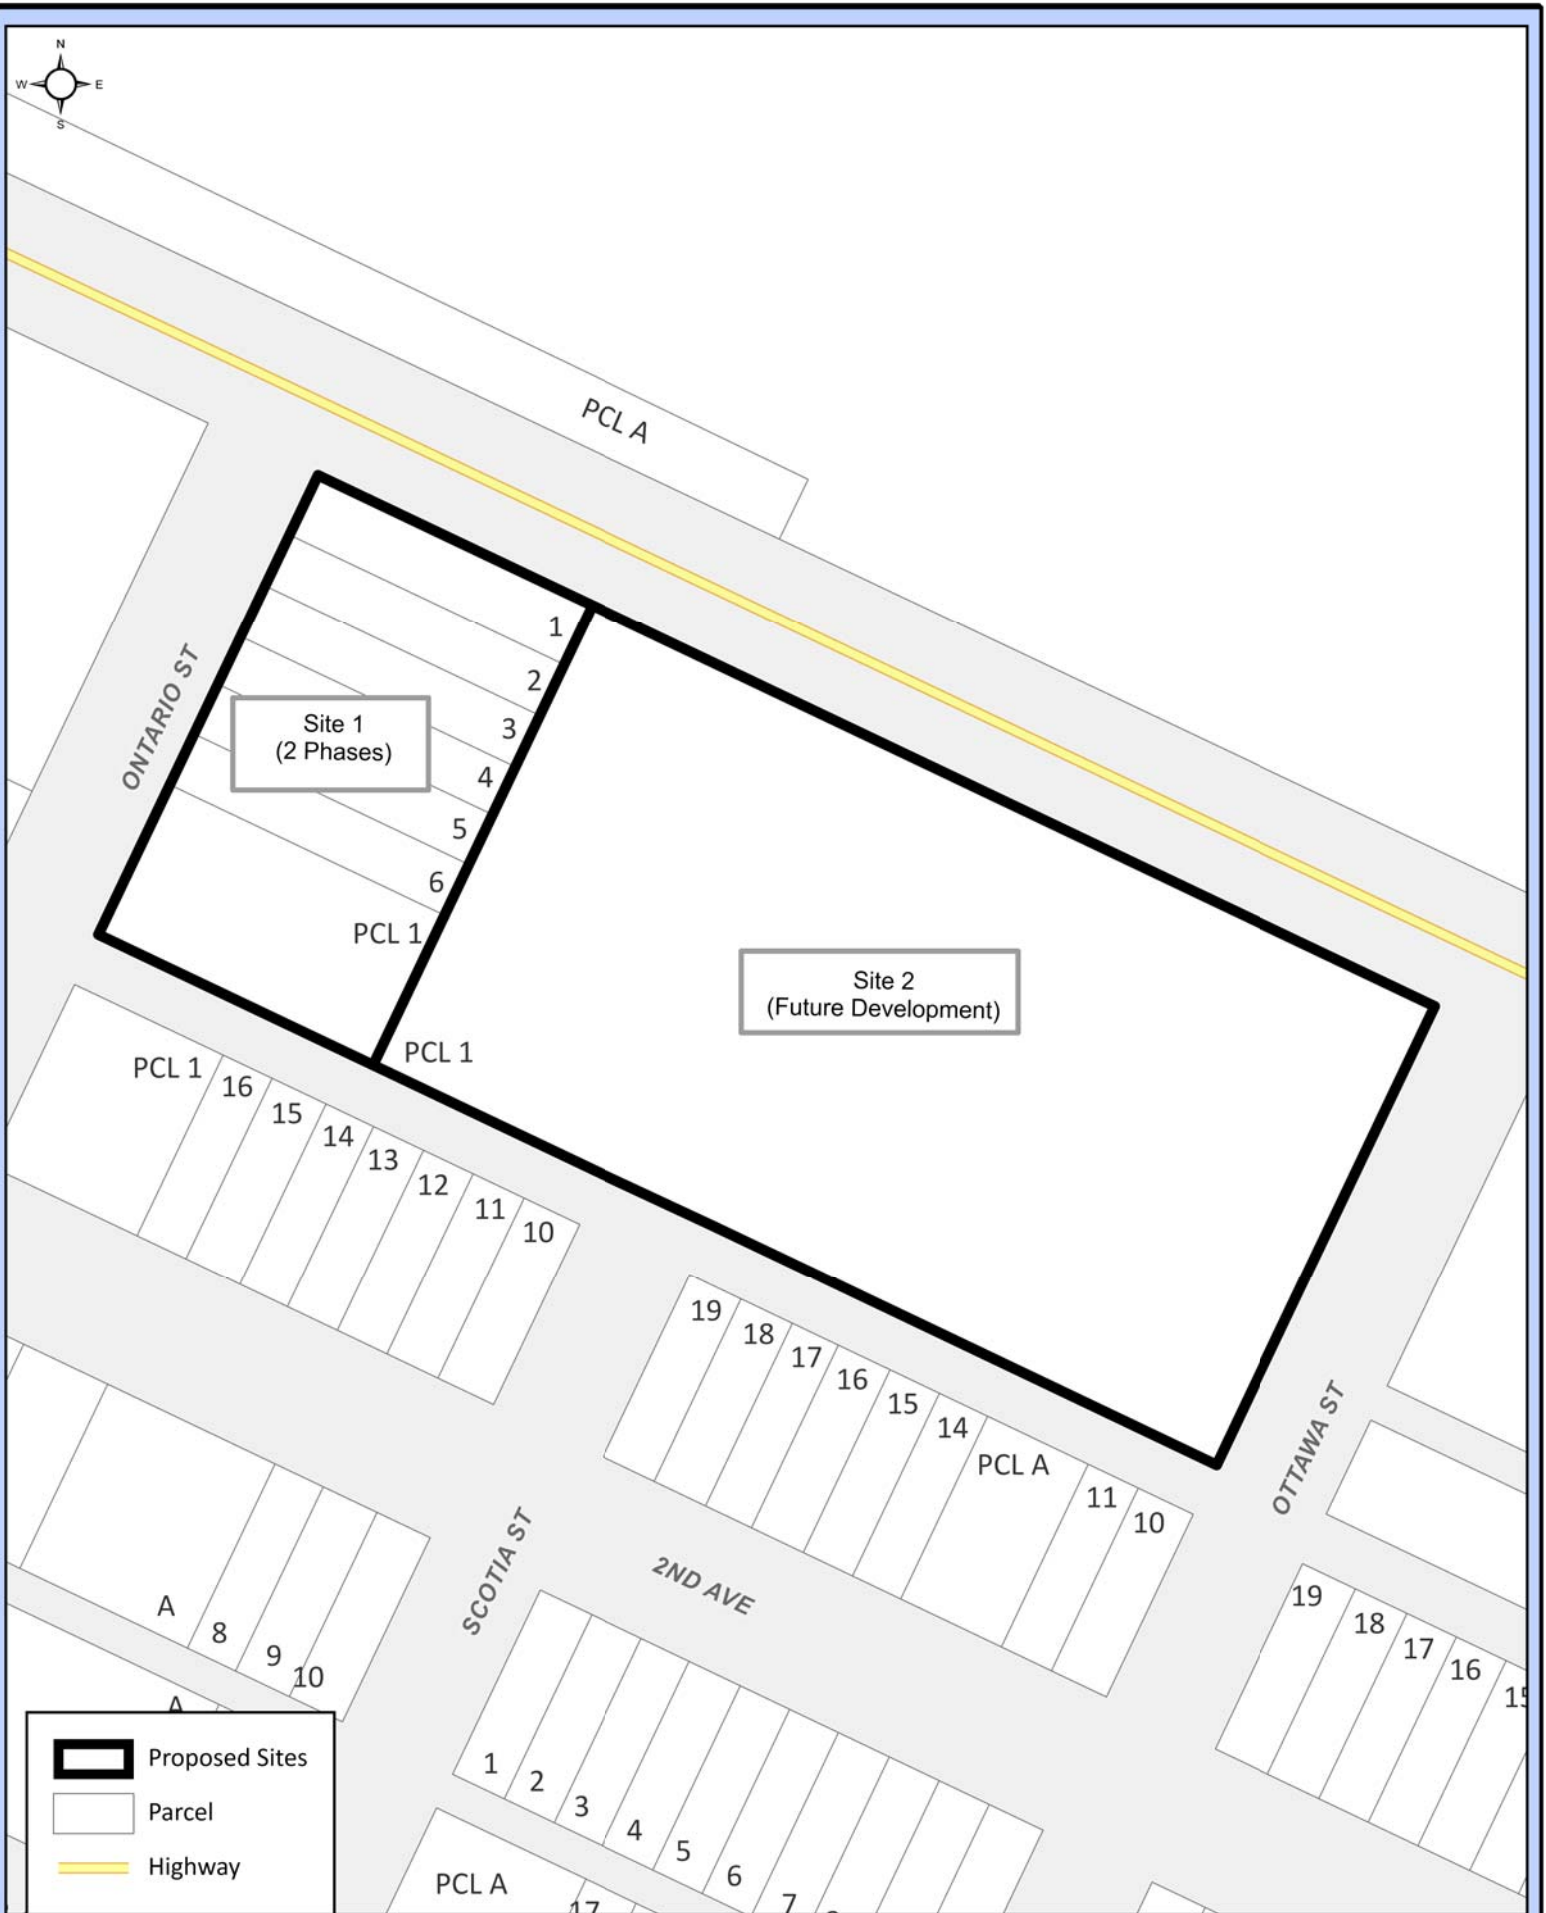 N
W E
S
PCL A
ONTARIO ST
1
2
3
4
5
6
PCL 1
Site 1
(2 Phases)
Site 2
(Future Development)
PCL 1
PCL 1
16
15
14
13
12
11
10
19
18
17
16
15
14
PCL A
11
10
OTTAWA ST
SCOTIA ST
2ND AVE
A
8
9
10
A
19
18
17
16
15
1
2
3
4
5
6
7
PCL A
17
Proposed Sites
Parcel
Highway